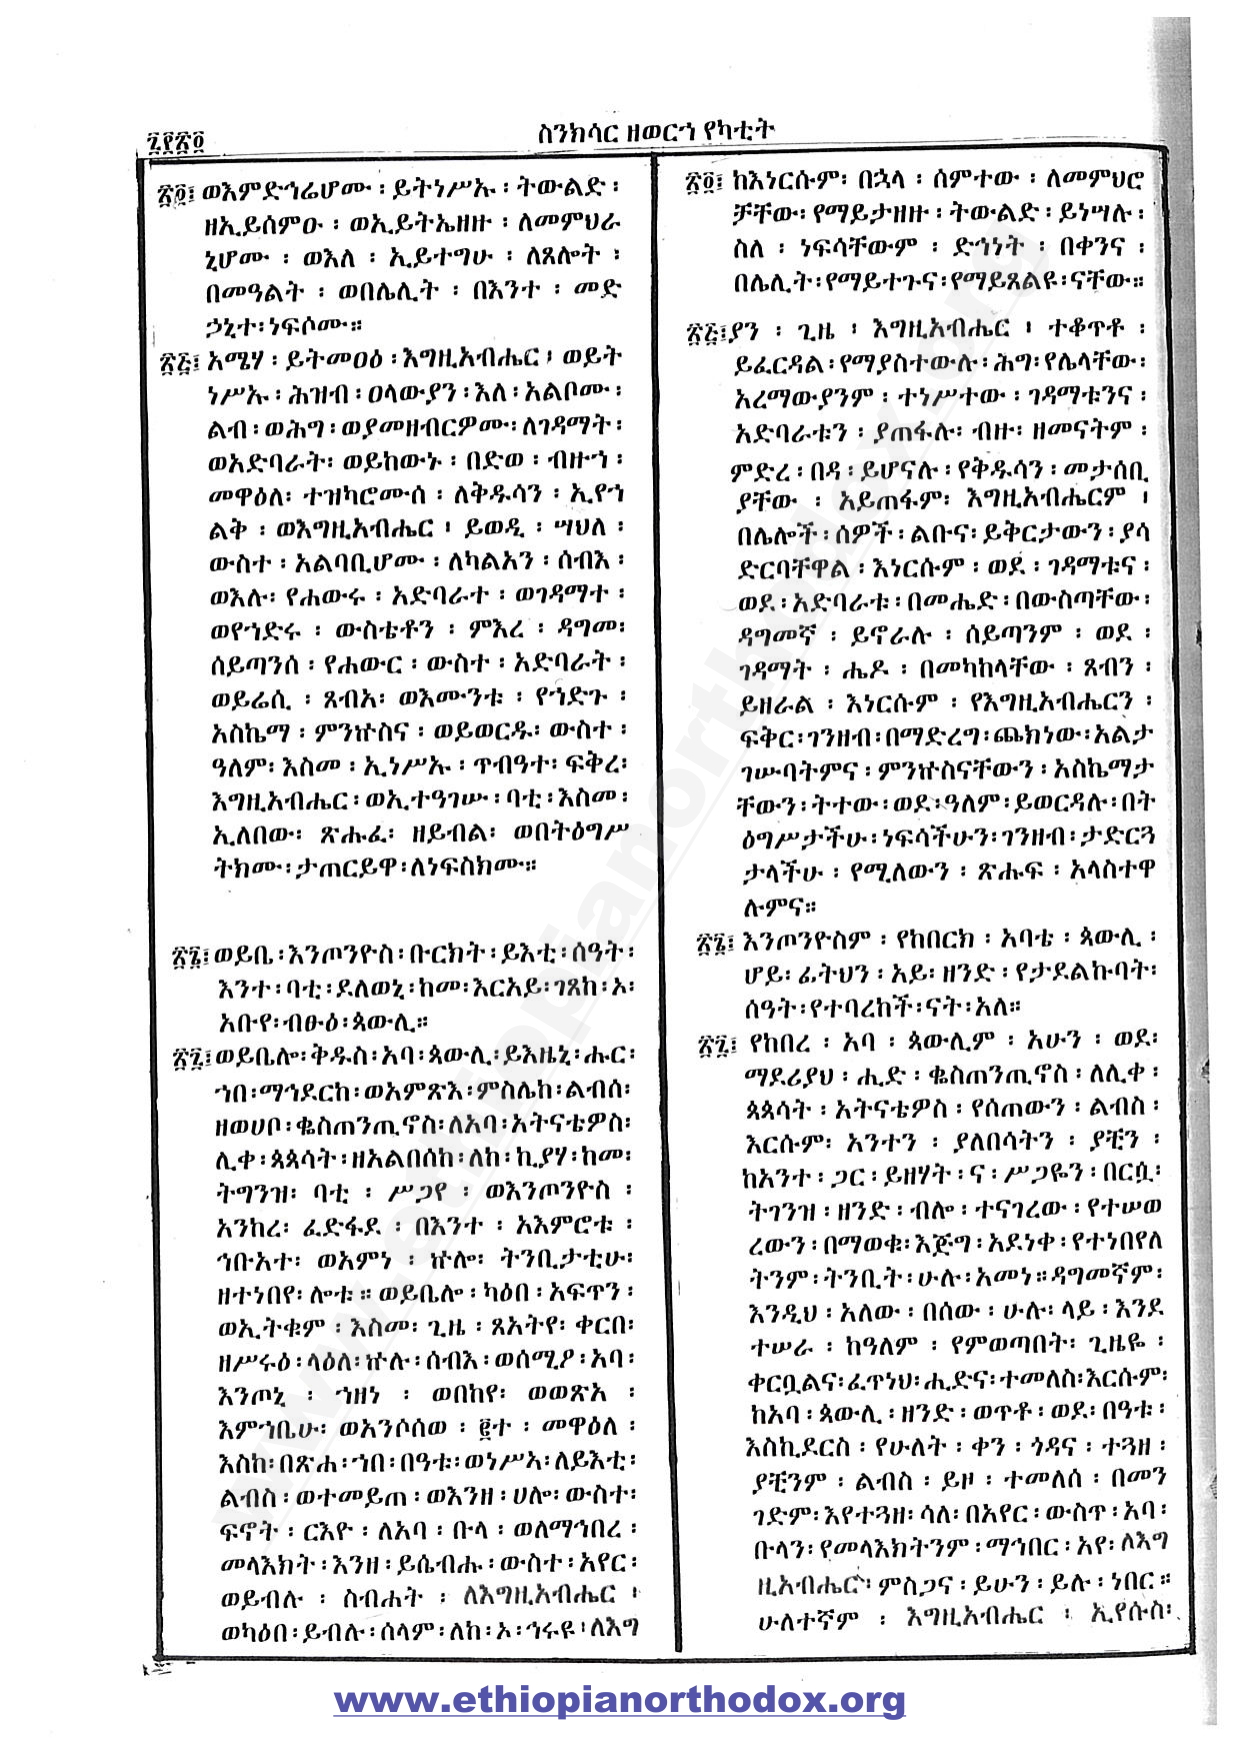 ፯፻፳፬
ስንክሳር ዘወርኀ የካቲት
፳፬፤ ወእምድኅሬሆሙ ፡ ይትነሥኡ ፡ ትውልድ ፡
ዘኢይሰምዑ ፡ ወኢይትኤዘዙ ፡ ለመምህራ
ኒሆሙ ፡ ወእለ ፡ ኢይተግሁ ፡ ለጸሎት ፡
በመዓልት ፡ ወበሌሊት ፡ በእንተ ፡ መድ
ኃኒተ፡ነፍሶሙ።
፳፭፤ አሜሃ ፡ ይትመዐዕ ፡ እግዚአብሔር ፡ ወይት
ነሥኡ ፡ ሕዝብ ፡ ዐላውያን ፡ እለ ፡ አልቦሙ ፡
ልብ ፡ ወሕግ ፡ ወያመዘብርዎሙ፡ ለገዳማት፡
ወአድባራት፡ ወይከውኑ ፡ በድወ ፡ ብዙኀ ፡
መዋዕለ፡ ተዝካሮሙሰ ፡ ለቅዱሳን ፡ ኢየኀ
ልቅ ፡ ወእግዚአብሔር ፡ ይወዲ ፡ ሣህለ ፡
ውስተ ፡ አልባቢሆሙ ፡ ለካልአን ፡ ሰብእ ፡
ወእሉ፡ የሐውሩ ፡ አድባራተ ፡ ወገዳማተ ፡
ወየኀድሩ ፡ ውስቴቶን ፡ ምእረ ፡ ዳግመ፡
ሰይጣንሰ ፡ የሐውር ፡ ውስተ ፡ አድባራት ፡
ወይሬሲ ፡ ጸብአ፡ ወእሙንቱ ፡ የኀድጉ ፡
አስኬማ ፡ ምንኵስና ፡ ወይወርዱ፡ ውስተ ፡
ዓለም፡ እስመ ፡ ኢነሥኡ ፡ ጥብዓተ፡ ፍቅረ፡
እግዚአብሔር ፡ ወኢተዓገሡ ፡ ባቲ ፡ እስመ ፡
ኢለበው፡ ጽሑፈ፡ ዘይብል፡ ወበትዕግሥ
ትክሙ ፡ ታጠርይዋ ፡ ለነፍስክሙ።
፳፮፤ ወይቤ ፡ እንጦንዮስ ፡ ቡርክት ፡ ይእቲ ፡ ሰዓት ፡
እንተ ፡ ባቲ ፡ ደለወኒ ፡ ከመ ፡ እርአይ ፡ ገጸከ ፡ ኦ፡
አቡየ፡ ብፁዕ፡ ጳውሊ።
፳፯፤ ወይቤሎ፡ ቅዱስ ፡ አባ ፡ ጳውሊ ፡ ይእዜኒ ፡ ሑር፡
ኀበ፡ ማኅደርከ ፡ ወአምጽእ ፡ ምስሌከ ፡ ልብሰ፡
ዘወሀቦ ፡ ቈስጠንጢኖስ፡ ለአባ ፡ አትናቴዎስ፡
ሊቀ ፡ ጳጳሳት ፡ ዘአልበሰከ ፡ ለከ ፡ ኪያሃ ፡ ከመ፡
ትግንዝ፡ ባቲ ፡ ሥጋየ ፡ ወእንጦንዮስ ፡
አንከረ፡ ፈድፋደ ፡ በእንተ ፡ አእምሮቱ ፡
ኅቡአተ፡ ወአምነ ፡ ኵሎ፡ ትንቢታቲሁ፡
ዘተነበየ፡ ሎቱ ። ወይቤሎ ፡ ካዕበ ፡ አፍጥን ፡
ወኢትቁም ፡ እስመ፡ ጊዜ ፡ ጸአትየ፡ ቀርበ፡
ዘሥሩዕ ፡ ላዕለ ፡ ኵሉ ፡ ሰብእ ፡ ወሰሚዖ ፡ አባ፡
እንጦኒ ፡ ኀዘነ ፡ ወበከየ፡ ወወጽአ ፡
እምኀቤሁ፡ ወአንሶሰወ ፡ ፪ተ ፡ መዋዕለ ፡
እስከ፡ በጽሐ ፡ ኀበ ፡ በዓቱ፡ ወነሥአ፡ ለይእቲ፡
ልብስ ፡ ወተመይጠ ፡ ወእንዘ ፡ ሀሎ፡ ውስተ፡
ፍኖት ፡ ርእዮ ፡ ለአባ ፡ ቡላ ፡ ወለማኅበረ ፡
መላእክት ፡ እንዘ ፡ ይሴብሑ ፡ ውስተ ፡ አየር፡
ወይብሉ ፡ ስብሐት ፡ ለእግዚአብሔር ፡
ወካዕበ ፡ ይብሉ ፡ ሰላም ፡ ለከ ፡ ኦ ፡ ኅሩዩ ፡ ለእግ
፳፬፤ ከእነርሱም፡ በኋላ ፡ ሰምተው ፡ ለመምህሮ
ቻቸው፡ የማይታዘዙ ፡ ትውልድ ፡ ይነሣሉ ፡
ስለ ፡ ነፍሳቸውም ፡ ድኅነት ፡ በቀንና ፡
በሌሊት፡የማይተጉና፡የማይጸልዩ፡ናቸው።
፳፭፤ያን ፡ ጊዜ ፡ እግዚአብሔር ፡ ተቆጥቶ ፡
ይፈርዳል ፡ የማያስተውሉ ፡ ሕግ፡ የሌላቸው፡
አረማውያንም ፡ ተነሥተው ፡ ገዳማቱንና ፡
አድባራቱን ፡ ያጠፋሉ፡ ብዙ፡ ዘመናትም ፡
ምድረ ፡ በዳ ፡ ይሆናሉ ፡ የቅዱሳን ፡ መታሰቢ
ያቸው ፡ አይጠፋም፡ እግዚአብሔርም ፡
በሌሎች ፡ ሰዎች ፡ ልቡና፡ ይቅርታውን ፡ ያሳ
ድርባቸዋል ፡ እነርሱም ፡ ወደ ፡ ገዳማቱና ፡
ወደ ፡ አድባራቱ ፡ በመሔድ ፡ በውስጣቸው፡
ዳግመኛ ፡ ይኖራሉ ፡ ሰይጣንም ፡ ወደ ፡
ገዳማት ፡ ሔዶ ፡ በመካከላቸው ፡ ጸብን ፡
ይዘራል ፡ እነርሱም ፡ የእግዚአብሔርን ፡
ፍቅር፡ገንዘብ፡በማድረግ፡ጨክነው፡አልታ
ገሡባትምና ፡ ምንኵስናቸውን ፡ አስኬማታ
ቸውን ፡ ትተው ፡ ወደ ፡ ዓለም ፡ ይወርዳሉ ፡ በት
ዕግሥታችሁ፡ ነፍሳችሁን፡ ገንዘብ ፡ ታድርጓ
ታላችሁ ፡ የሚለውን ፡ ጽሑፍ ፡ አላስተዋ
ሉምና።
፳፮፤ እንጦንዮስም ፡ የከበርክ ፡ አባቴ ፡ ጳውሊ ፡
ሆይ፡ ፊትህን ፡ አይ፡ ዘንድ ፡ የታደልኩባት፡
ሰዓት፡የተባረከች፡ናት፡አለ።
፳፯፤ የከበረ ፡ አባ ፡ ጳውሊም ፡ አሁን ፡ ወደ፡
ማደሪያህ ፡ ሒድ ፡ ቈስጠንጢኖስ ፡ ለሊቀ ፡
ጳጳሳት ፡ አትናቴዎስ ፡ የሰጠውን ፡ ልብስ ፡
እርሱም፡ አንተን ፡ ያለበሳትን ፡ ያቺን ፡
ከአንተ ፡ ጋር ፡ ይዘሃት ፡ ና ፡ ሥጋዬን ፡ በርሷ፡
ትገንዝ ፡ ዘንድ ፡ ብሎ ፡ ተናገረው ፡ የተሠወ
ረውን ፡ በማወቁ፡ እጅግ ፡ አደነቀ ፡ የተነበየለ
ትንም ፡ ትንቢት ፡ ሁሉ ፡ አመነ። ዳግመኛም፡
እንዲህ ፡ አለው ፡ በሰው ፡ ሁሉ፡ ላይ ፡ እንደ
ተሠራ ፡ ከዓለም ፡ የምወጣበት፡ ጊዜዬ ፡
ቀርቧልና፡ ፈጥነህ፡ ሒድና፡ ተመለስ፡እርሱም፡
ከአባ ፡ ጳውሊ ፡ ዘንድ ፡ ወጥቶ ፡ ወደ፡ በዓቱ ፡
እስኪደርስ ፡ የሁለት ፡ ቀን ፡ ጎዳና ፡ ተጓዘ ፡
ያቺንም ፡ ልብስ ፡ ይዞ ፡ ተመለሰ ፡ በመን
ገድም፡ እየተጓዘ፡ ሳለ፡ በአየር ፡ ውስጥ ፡ አባ፡
ቡላን፡ የመላእክትንም ፡ ማኅበር ፡ አየ፡ ለእግ
ዚአብሔር፡ ምስጋና ፡ ይሁን ፡ ይሉ ፡ ነበር ።
ሁለተኛም ፡ እግዚአብሔር ፡ ኢየሱስ፡
www.ethiopianorthodox.org
www.ethiopianorthodox.org